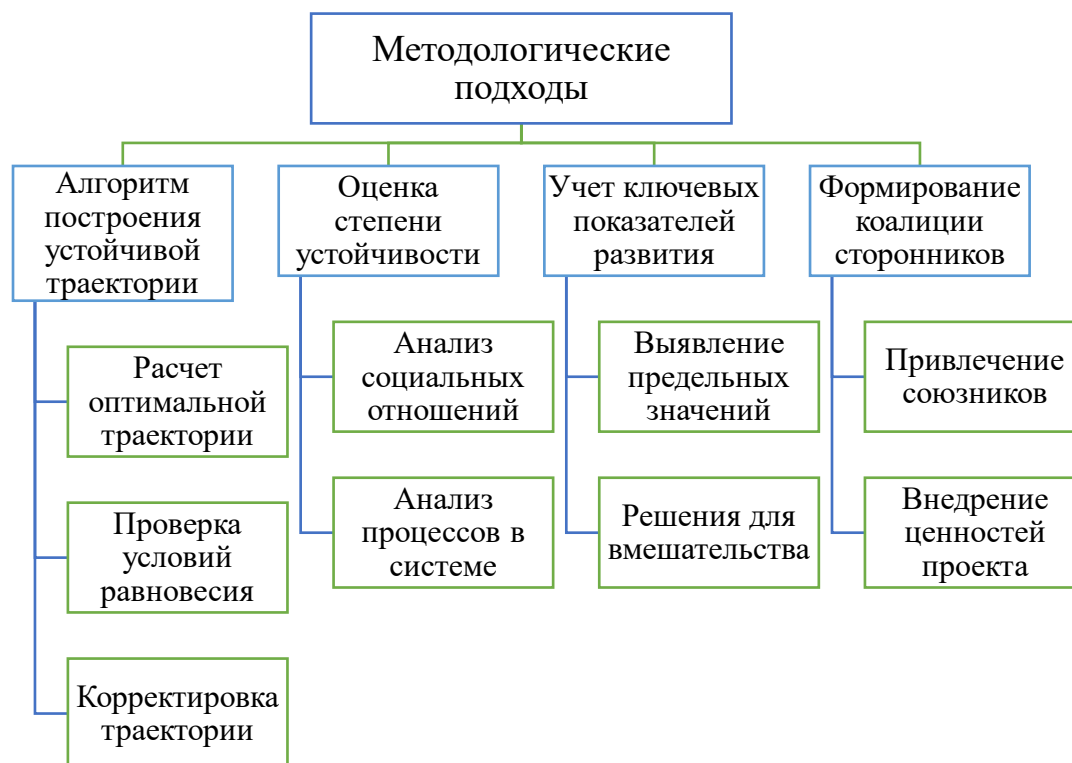 Методологические
подходы
Алгоритм
построения
устойчивой
траектории
Расчет
оптимальной
траектории
Проверка
условий
равновесия
Корректировка
траектории
Оценка
степени
устойчивости
Анализ
социальных
отношений
Анализ
процессов в
системе
Учет ключевых
показателей
развития
Выявление
предельных
значений
Решения для
вмешательства
Формирование
коалиции
сторонников
Привлечение
союзников
Внедрение
ценностей
проекта